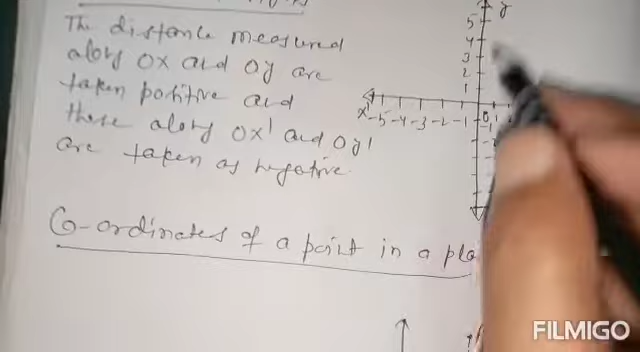 The distance measured
along OX and OY are
taken positive and
those along OX' and OY'
are taken as negative.
Co-ordinates of a point in a pla
y
5
4
3
2
1
x' -5 -4 -3 -2 -1 0 1
-1
FILMIGO